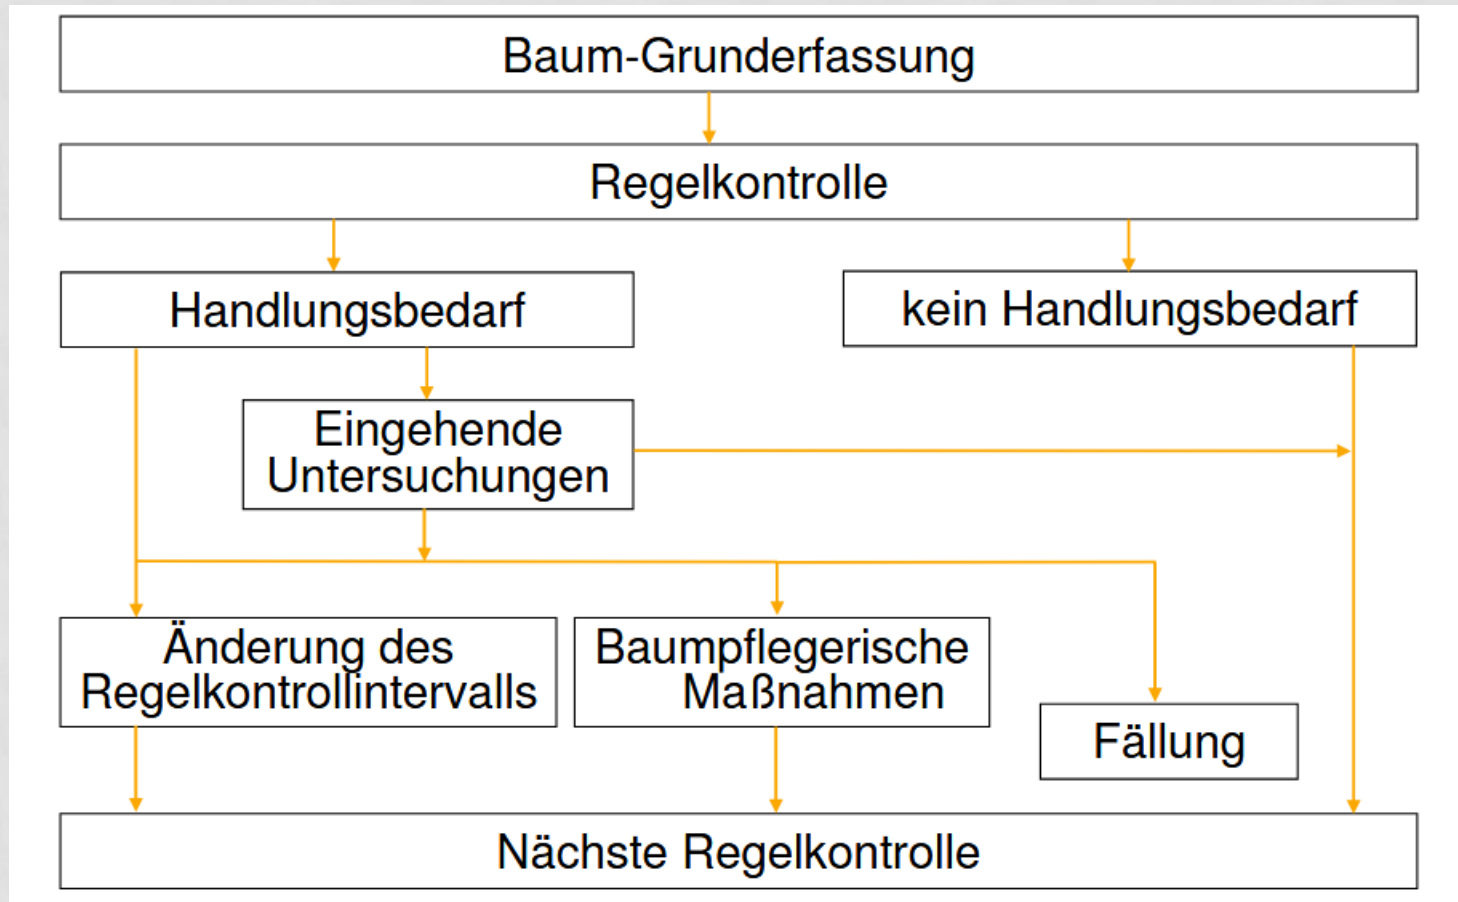 Baum-Grunderfassung
Regelkontrolle
Handlungsbedarf
kein Handlungsbedarf
Eingehende
Untersuchungen
Änderung des
Regelkontrollintervalls
Baumpflegerische
Maßnahmen
Fällung
Nächste Regelkontrolle